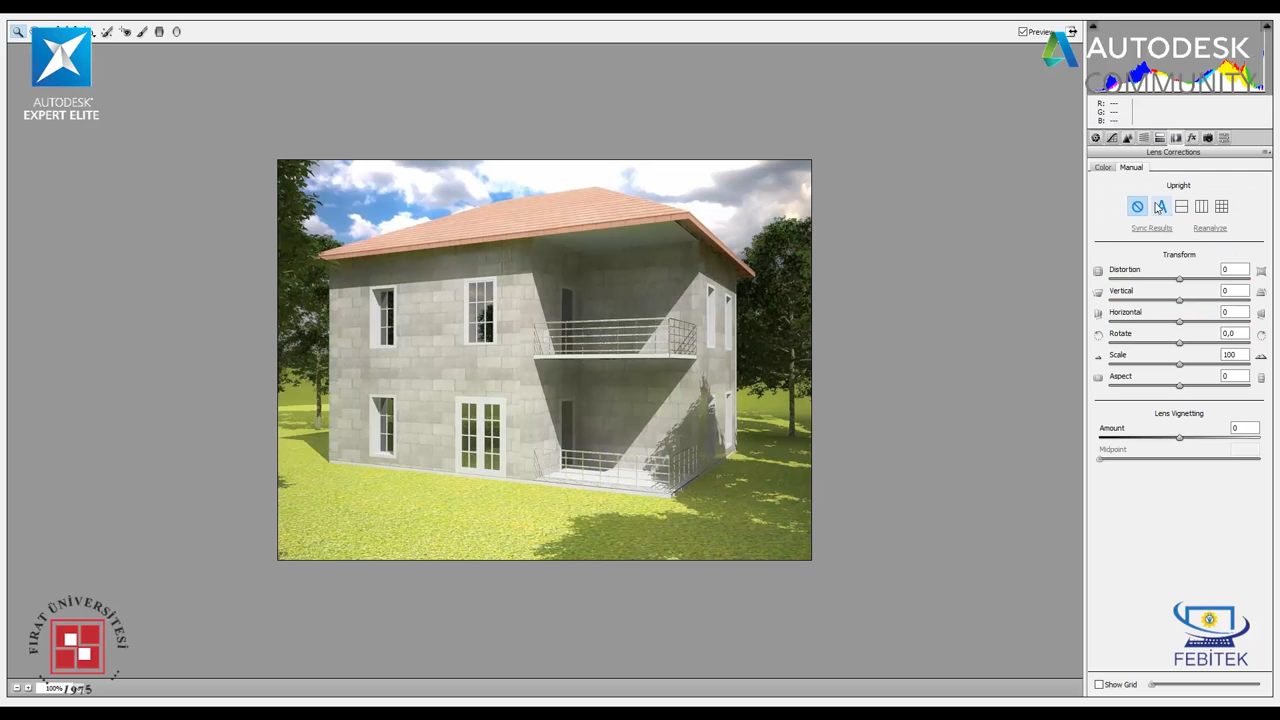 Preview
AUTODESK
COMMUNITY
AUTODESK®
EXPERT ELITE
R: ---
G: ---
B: ---
fx
Lens Corrections
Color Manual
Upright
A
Sync Results Reanalyze
Transform
Distortion 0
Vertical 0
Horizontal 0
Rotate 0,0
Scale 100
Aspect 0
Lens Vignetting
Amount 0
Midpoint
FIRAT ÜNİVERSİTESİ
1975
FEBİTEK
100%
Show Grid